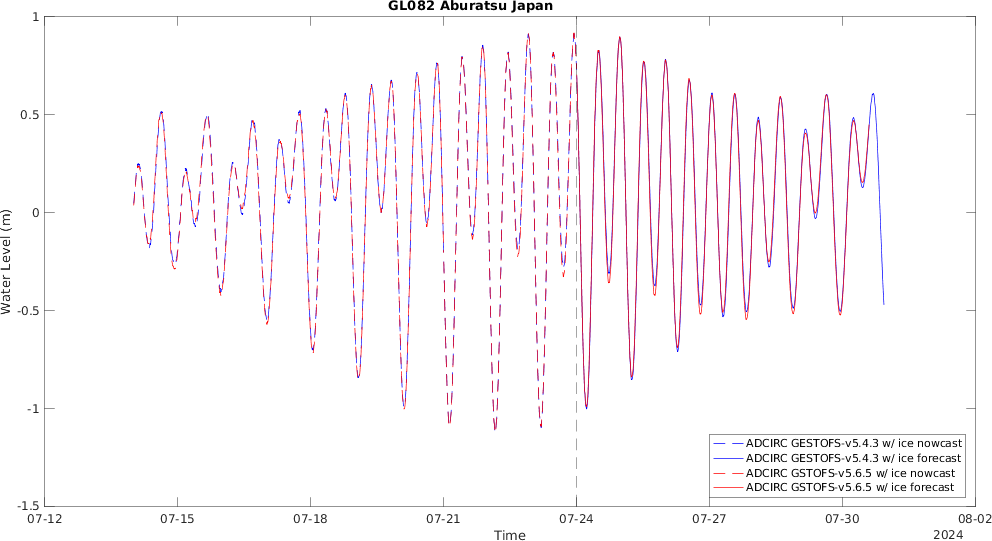 GL082 Aburatsu Japan
1
0.5
0
-0.5
-1
-1.5
Water Level (m)
07-12
07-15
07-18
07-21
07-24
07-27
07-30
08-02
Time
2024
ADCIRC GESTOFS-v5.4.3 w/ ice nowcast
ADCIRC GESTOFS-v5.4.3 w/ ice forecast
ADCIRC GSTOFS-v5.6.5 w/ ice nowcast
ADCIRC GSTOFS-v5.6.5 w/ ice forecast